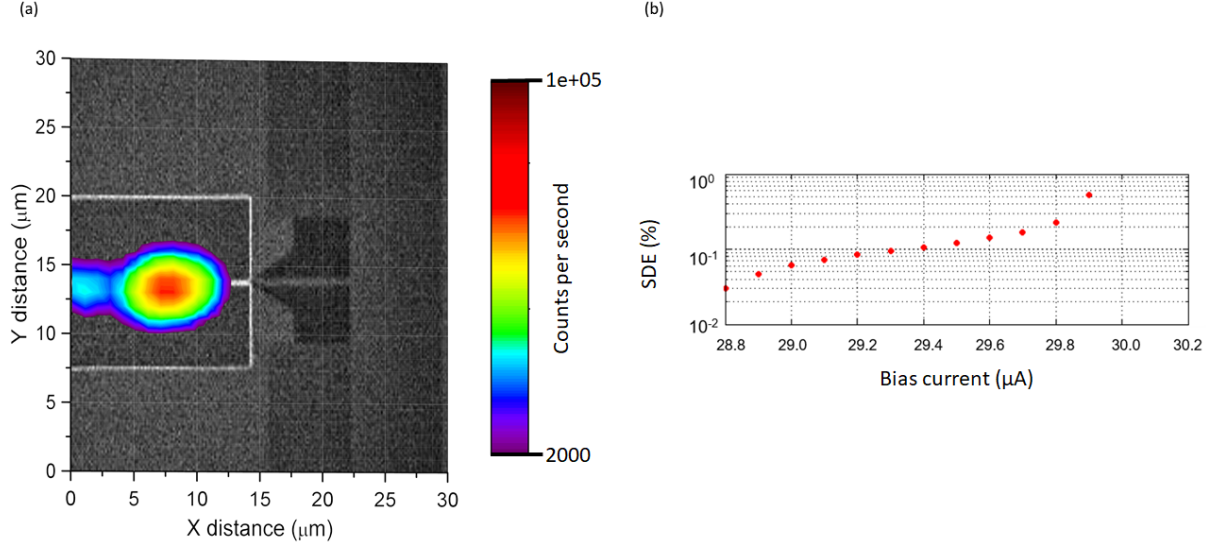 (a)
(b)
30
25
20
15
10
5
0
Y distance (μm)
0 5 10 15 20 25 30
X distance (μm)
1e+05
Counts per second
2000
10⁰
10⁻¹
10⁻²
SDE (%)
28.8 29.0 29.2 29.4 29.6 29.8 30.0 30.2
Bias current (μA)